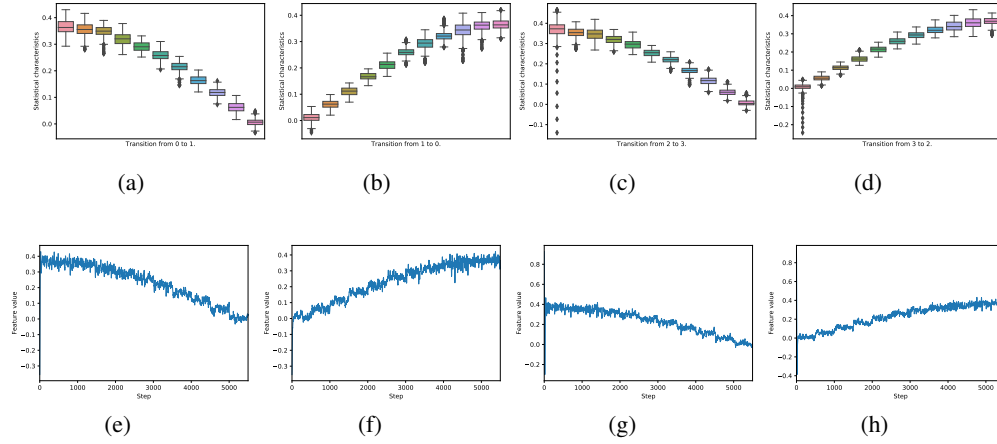 Statistical characteristics
0.4
0.3
0.2
0.1
0.0
Transition from 0 to 1.
(a)
Statistical characteristics
0.4
0.3
0.2
0.1
0.0
Transition from 1 to 0.
(b)
Statistical characteristics
0.4
0.3
0.2
0.1
0.0
−0.1
Transition from 2 to 3.
(c)
Statistical characteristics
0.4
0.3
0.2
0.1
0.0
−0.1
−0.2
Transition from 3 to 2.
(d)
Feature value
0.4
0.3
0.2
0.1
0.0
−0.1
−0.2
−0.3
0 1000 2000 3000 4000 5000
Step
(e)
Feature value
0.4
0.3
0.2
0.1
0.0
−0.1
−0.2
−0.3
0 1000 2000 3000 4000 5000
Step
(f)
Feature value
0.8
0.6
0.4
0.2
0.0
−0.2
0 1000 2000 3000 4000 5000
Step
(g)
Feature value
0.8
0.6
0.4
0.2
0.0
−0.2
−0.4
0 1000 2000 3000 4000 5000
Step
(h)